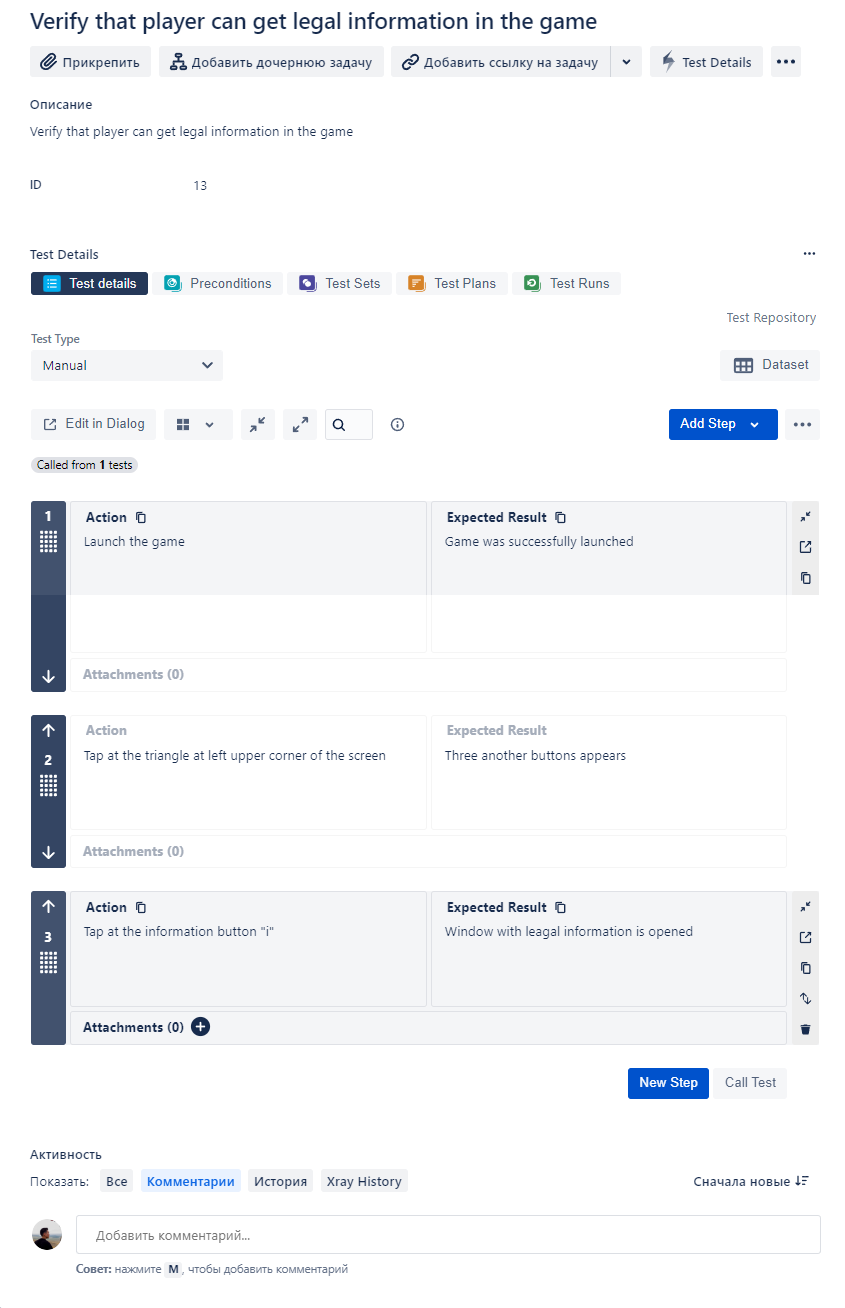 Verify that player can get legal information in the game
Прикрепить
Добавить дочернюю задачу
Добавить ссылку на задачу
Test Details
Описание
Verify that player can get legal information in the game
ID 13
Test Details
Test details Preconditions Test Sets Test Plans Test Runs
Test Repository
Test Type
Manual
Dataset
Edit in Dialog
Add Step
Called from 1 tests
1
Action
Expected Result
Launch the game
Game was successfully launched
Attachments (0)
2
Action
Expected Result
Tap at the triangle at left upper corner of the screen
Three another buttons appears
Attachments (0)
3
Action
Expected Result
Tap at the information button "i"
Window with leagal information is opened
Attachments (0)
New Step
Call Test
Активность
Показать: Все Комментарии История Xray History
Сначала новые
Добавить комментарий...
Совет: нажмите M, чтобы добавить комментарий